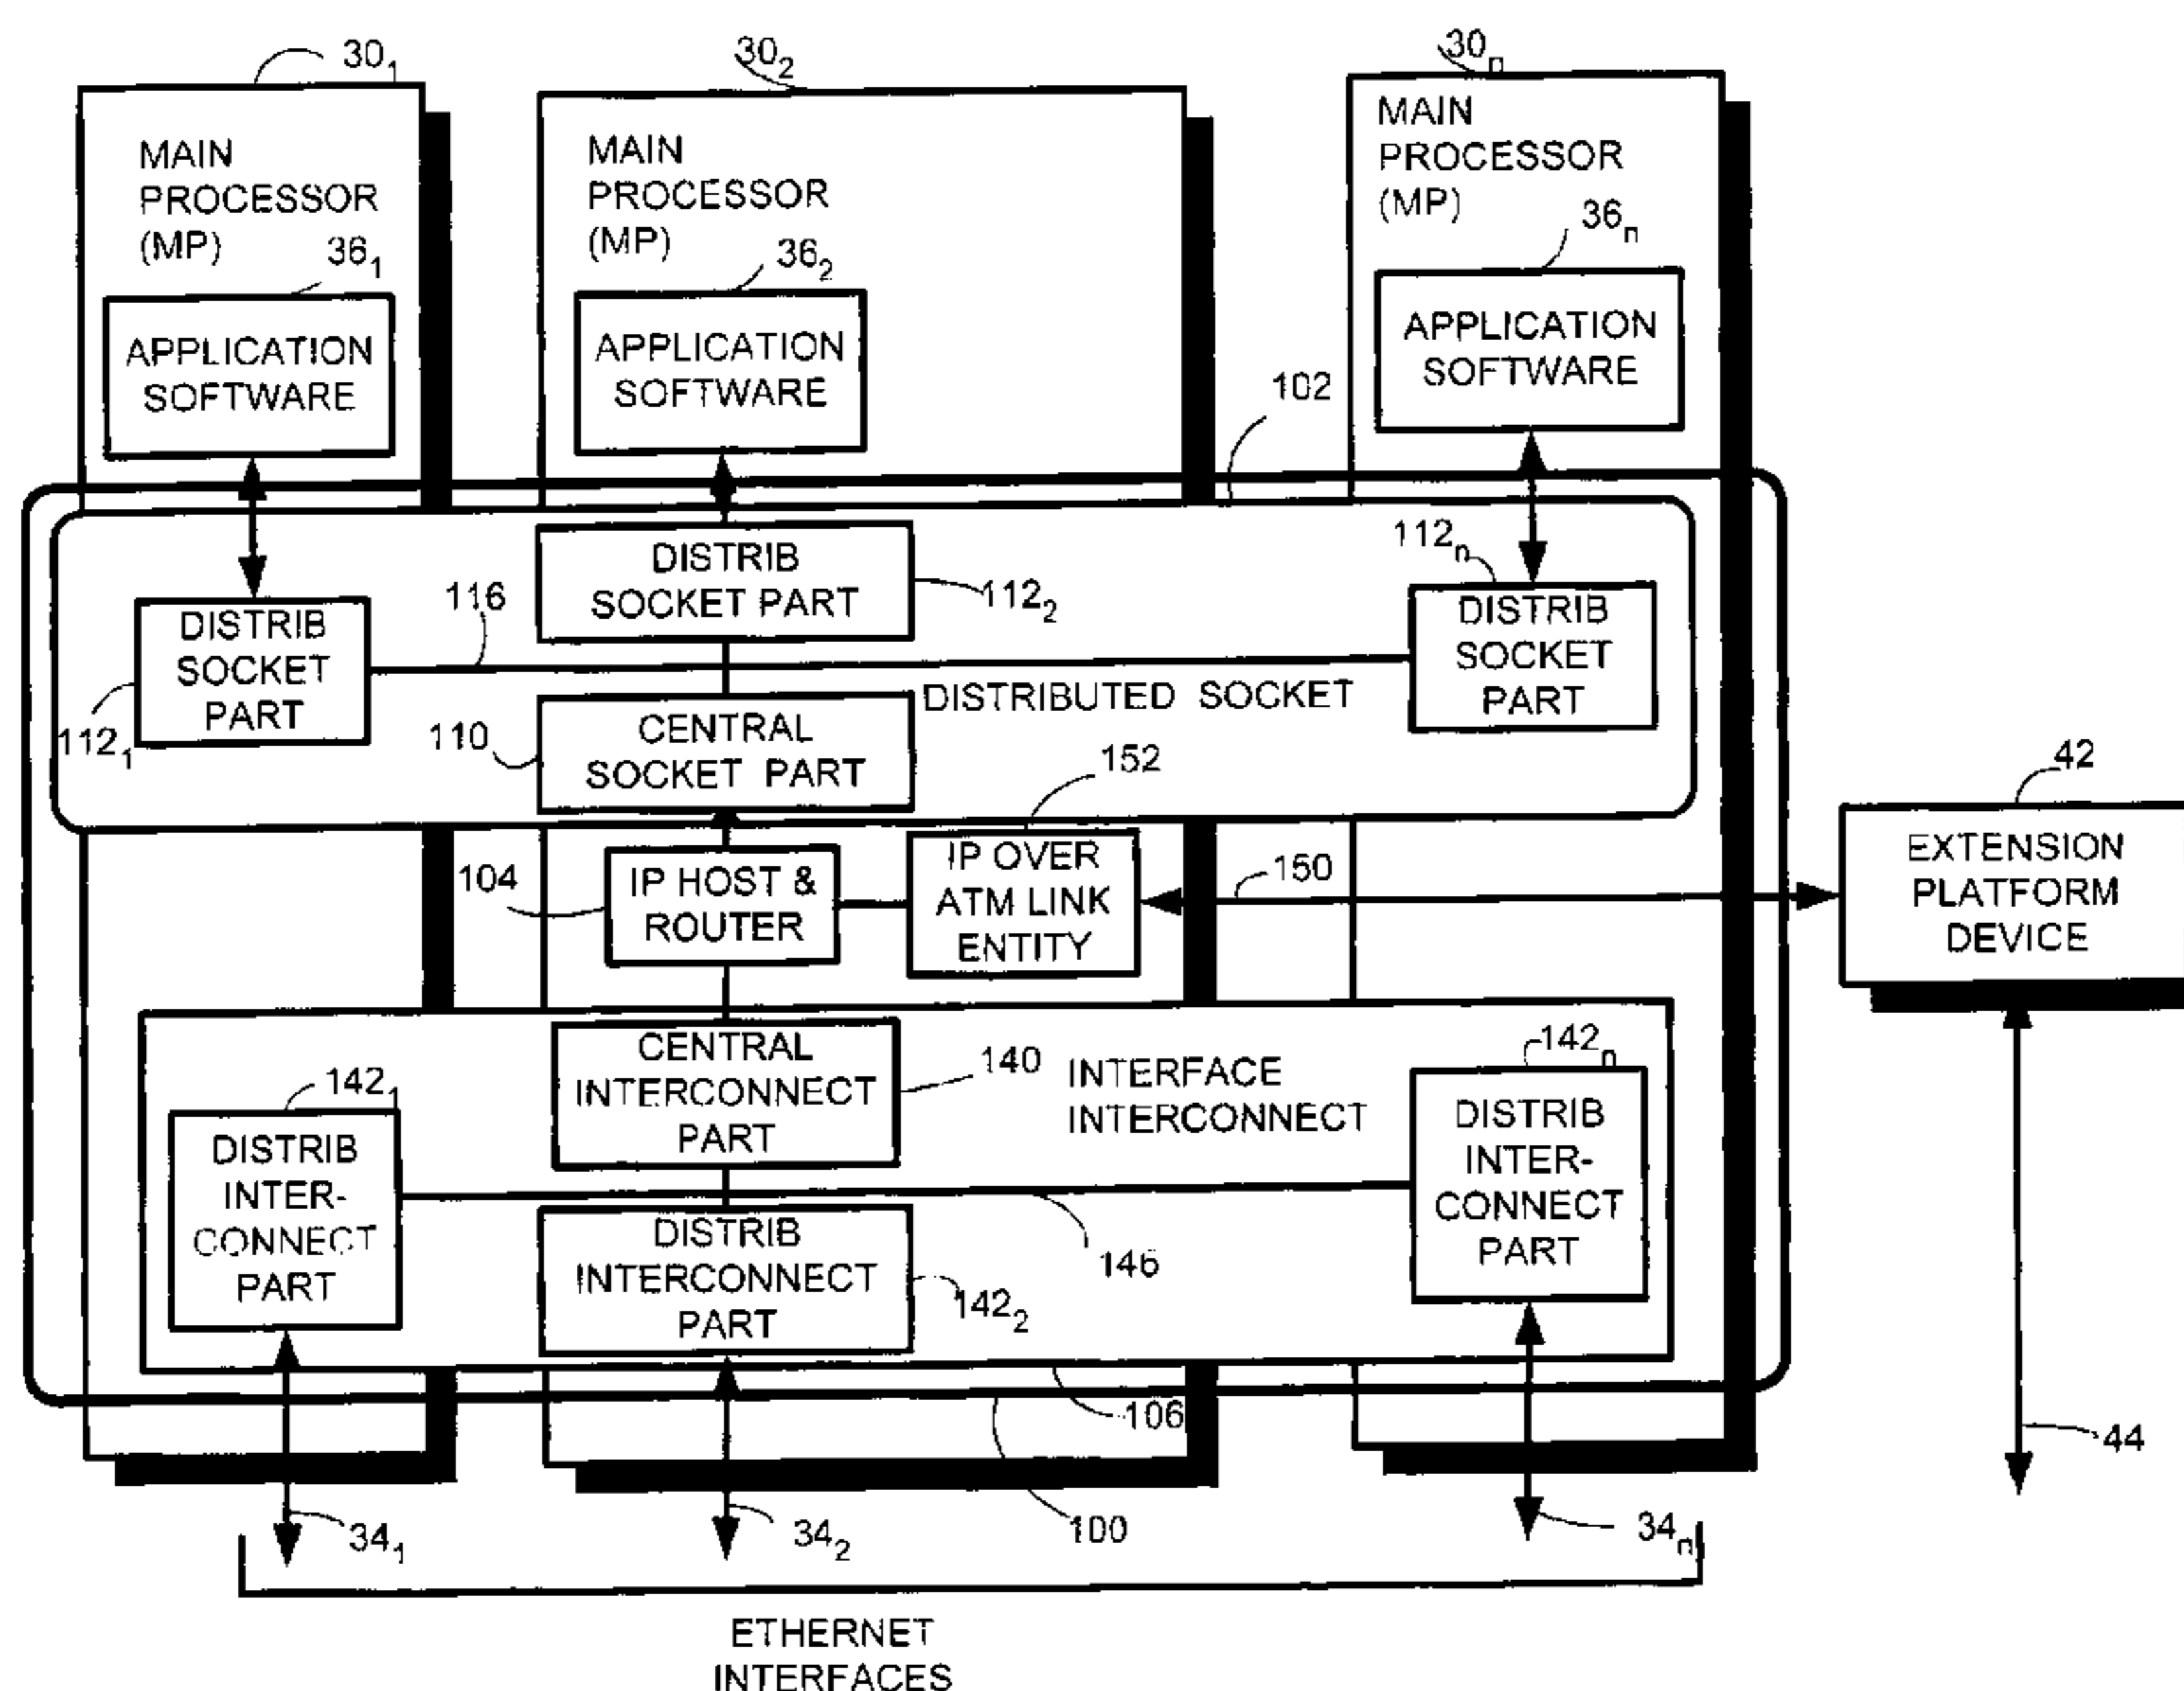 30₁
30₂
30ₙ
MAIN
PROCESSOR
(MP)
MAIN
PROCESSOR
(MP)
MAIN
PROCESSOR
(MP)
36₁
36₂
36ₙ
APPLICATION
SOFTWARE
APPLICATION
SOFTWARE
APPLICATION
SOFTWARE
102
DISTRIB
SOCKET PART
112₂
112ₙ
116
DISTRIB
SOCKET
PART
112₁
DISTRIB
SOCKET
PART
DISTRIBUTED SOCKET
110
CENTRAL
SOCKET PART
152
42
104
IP HOST &
ROUTER
IP OVER
ATM LINK
ENTITY
150
EXTENSION
PLATFORM
DEVICE
CENTRAL
INTERCONNECT
PART
140
INTERFACE
INTERCONNECT
142₁
142ₙ
DISTRIB
INTER-
CONNECT
PART
DISTRIB
INTER-
CONNECT
PART
146
DISTRIB
INTERCONNECT
PART
142₂
106
44
34₁
34₂
100
34ₙ
ETHERNET
INTERFACES